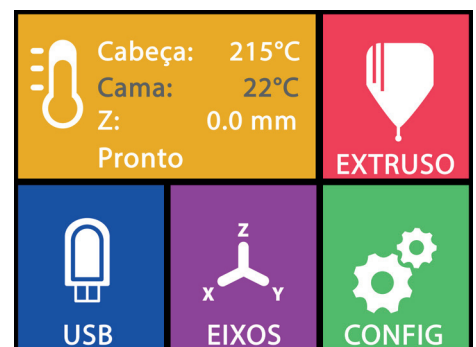 Cabeça: 215°C
Cama: 22°C
Z: 0.0 mm
Pronto
EXTRUSO
USB
Z
X Y
EIXOS
CONFIG